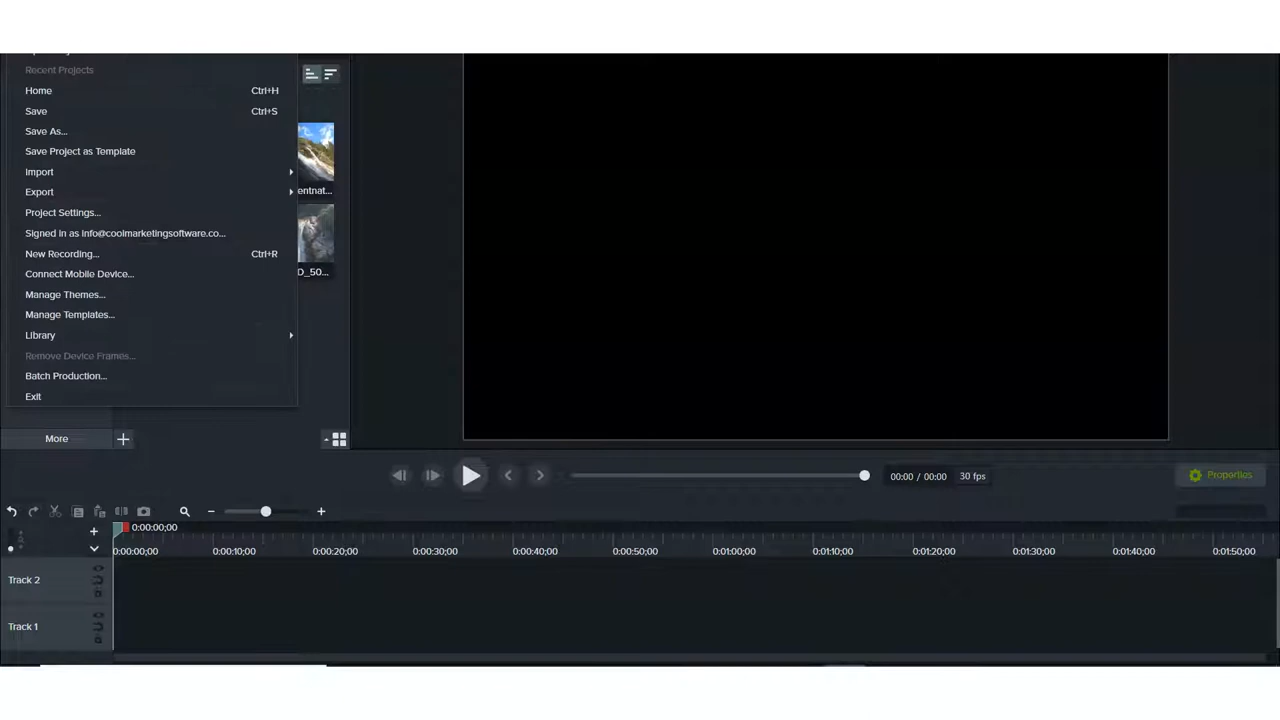 Recent Projects
Home Ctrl+H
Save Ctrl+S
Save As...
Save Project as Template
Import
Export
entnat...
Project Settings...
Signed in as info@coolmarketingsoftware.co...
New Recording... Ctrl+R
Connect Mobile Device...
D_50...
Manage Themes...
Manage Templates...
Library
Remove Device Frames...
Batch Production...
Exit
More
00:00 / 00:00 30 fps Properties
0:00:00;00
0:00:00;00 0:00:10;00 0:00:20;00 0:00:30;00 0:00:40;00 0:00:50;00 0:01:00;00 0:01:10;00 0:01:20;00 0:01:30;00 0:01:40;00 0:01:50;00
Track 2
Track 1